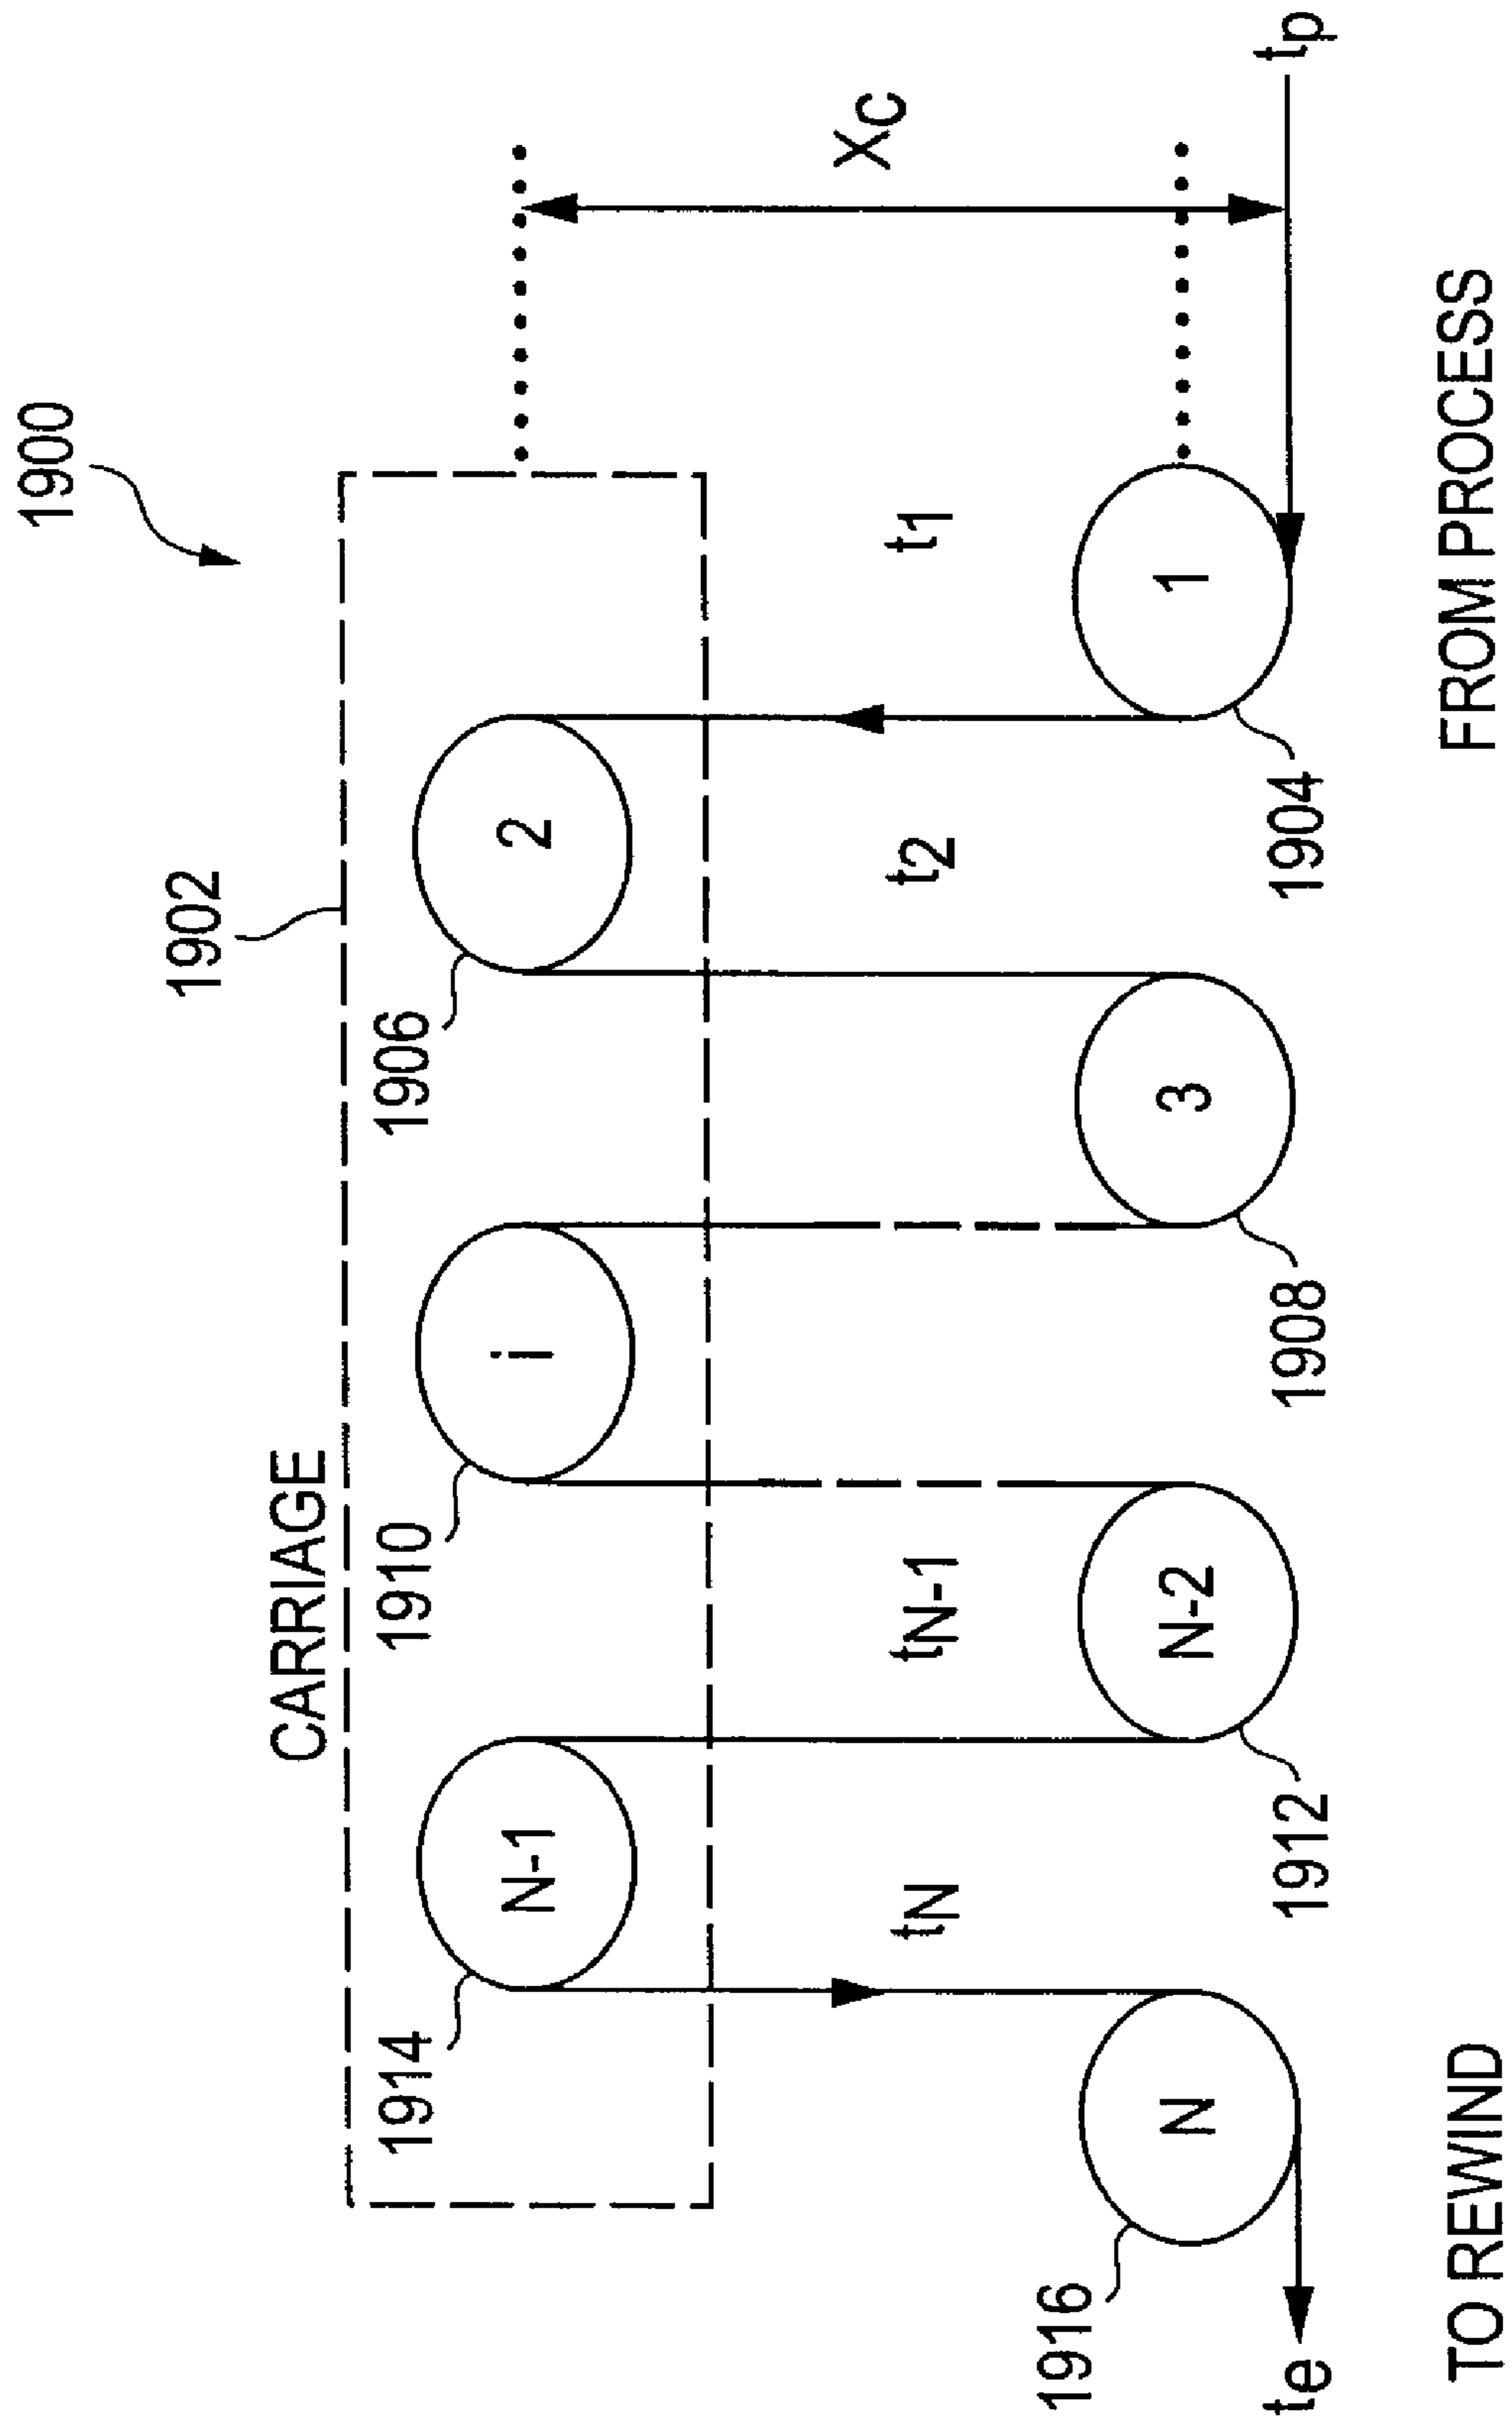 1900
1902
CARRIAGE
1906
1910
1914
2
i
N-1
t1
t2
tN-1
tN
XC
1
3
N-2
N
1904
1908
1912
1916
tp
te
FROM PROCESS
TO REWIND